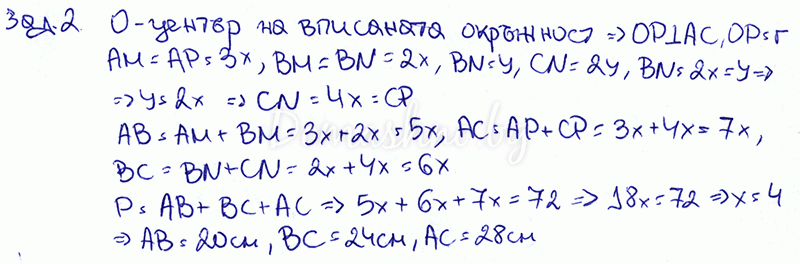 Зад.2 О-център на вписаната окръжност ⇒ OP⊥AC, OP=r
AM = AP = 3x, BM = BN = 2x, BN=y, CN = 2y, BN = 2x = y ⇒
⇒ y = 2x ⇒ CN = 4x = CP
AB = AM + BM = 3x + 2x = 5x, AC = AP + CP = 3x + 4x = 7x,
BC = BN + CN = 2x + 4x = 6x
P = AB + BC + AC ⇒ 5x + 6x + 7x = 72 ⇒ 18x = 72 ⇒ x = 4
⇒ AB = 20см, BC = 24см, AC = 28см